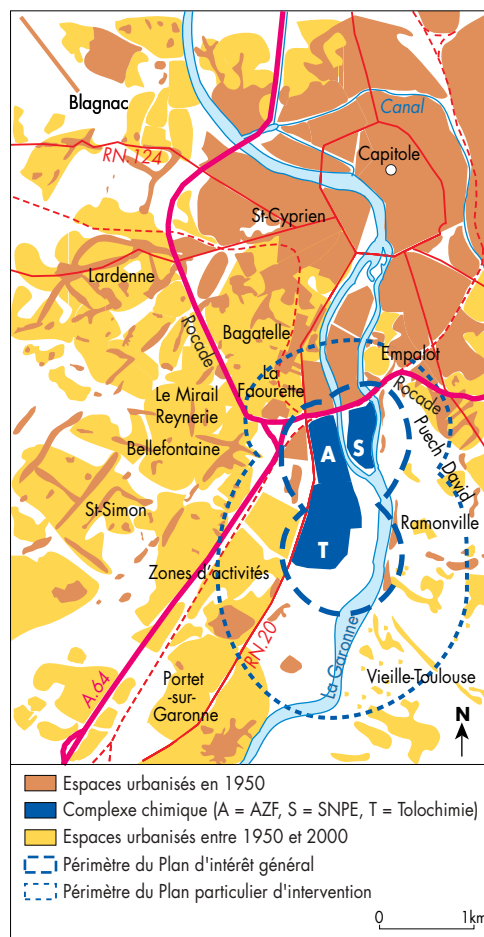 Blagnac
Canal
RN.124
Capitole
St-Cyprien
Lardenne
Rocade
Bagatelle
Empalot
La
Faourette
Rocade
Le Mirail
Reynerie
Puech David
Bellefontaine
A
S
St-Simon
Ramonville
T
Zones d'activités
RN.20
La Garonne
A.64
Portet
-sur-
Garonne
Vieille-Toulouse
N
Espaces urbanisés en 1950
Complexe chimique (A = AZF, S = SNPE, T = Tolochimie)
Espaces urbanisés entre 1950 et 2000
Périmètre du Plan d'intérêt général
Périmètre du Plan particulier d'intervention
0 1km